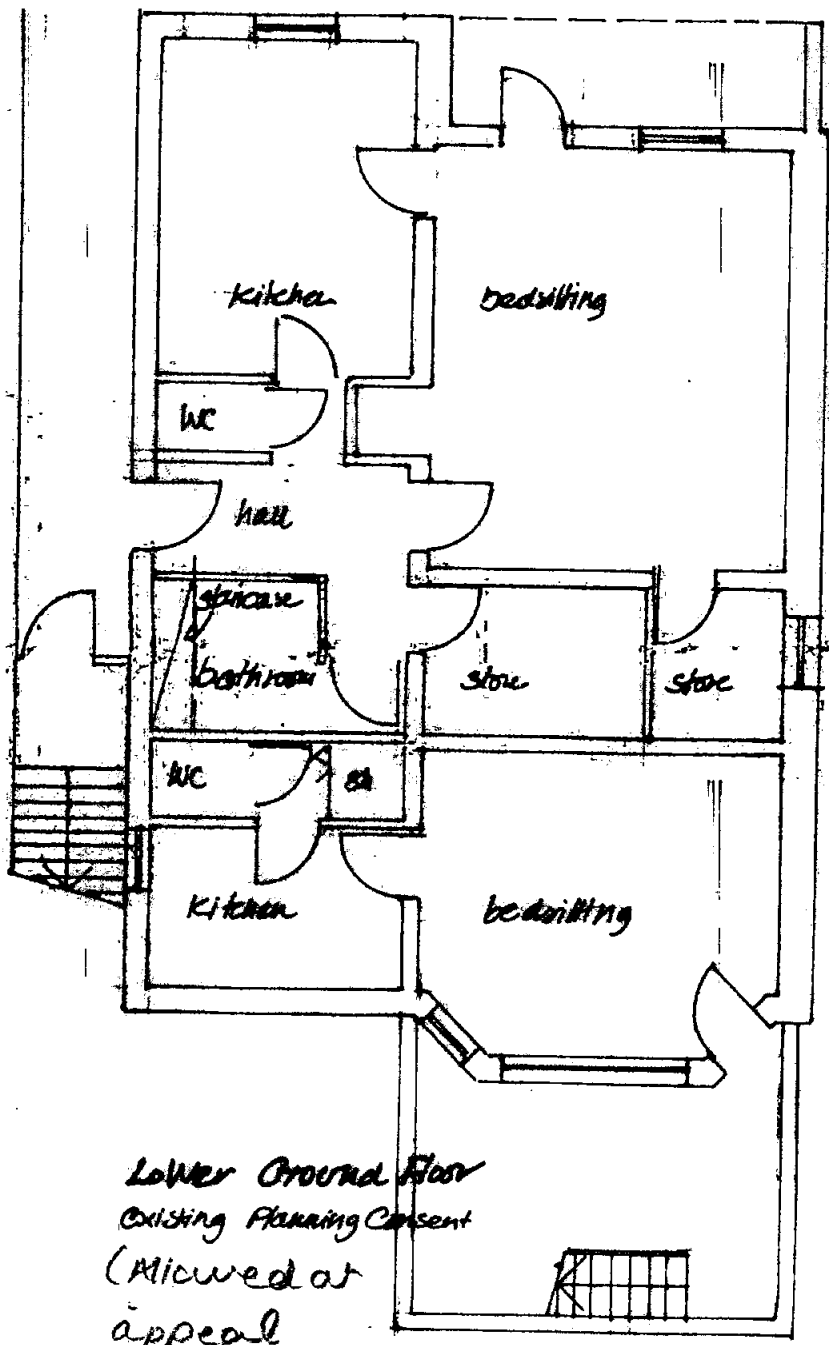 kitchen
bedsitting
WC
hall
staircase
bathroom
store
store
WC
sh
kitchen
bedsitting
Lower Ground Floor
Existing Planning Consent
(Allowed at
appeal